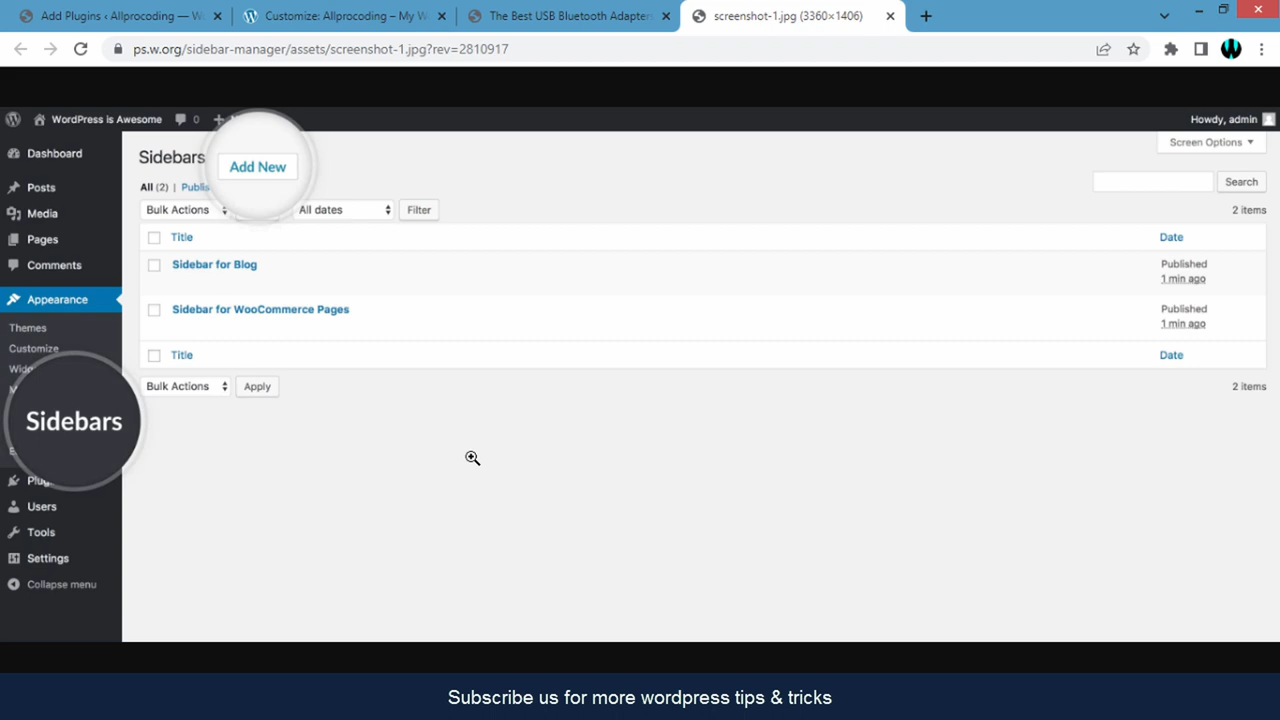 Add Plugins ‹ Allprocoding — W
Customize: Allprocoding – My W
The Best USB Bluetooth Adapter
screenshot-1.jpg (3360×1406)
ps.w.org/sidebar-manager/assets/screenshot-1.jpg?rev=2810917
WordPress is Awesome
0
Howdy, admin
Screen Options
Dashboard
Posts
Media
Pages
Comments
Appearance
Themes
Customize
Sidebars
Users
Tools
Settings
Collapse menu
Sidebars
Add New
All (2) | Publis
Search
Bulk Actions
All dates
Filter
2 items
Title
Date
Sidebar for Blog
Published
1 min ago
Sidebar for WooCommerce Pages
Published
1 min ago
Title
Date
Bulk Actions
Apply
2 items
Subscribe us for more wordpress tips & tricks